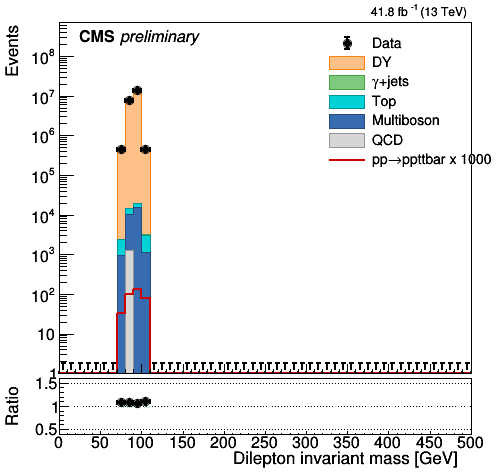 41.8 fb⁻¹ (13 TeV)
CMS preliminary
Events
10⁸
10⁷
10⁶
10⁵
10⁴
10³
10²
10
1
Data
DY
γ+jets
Top
Multiboson
QCD
pp→ppttbar x 1000
Ratio
1.5
1
0.5
0 50 100 150 200 250 300 350 400 450 500
Dilepton invariant mass [GeV]